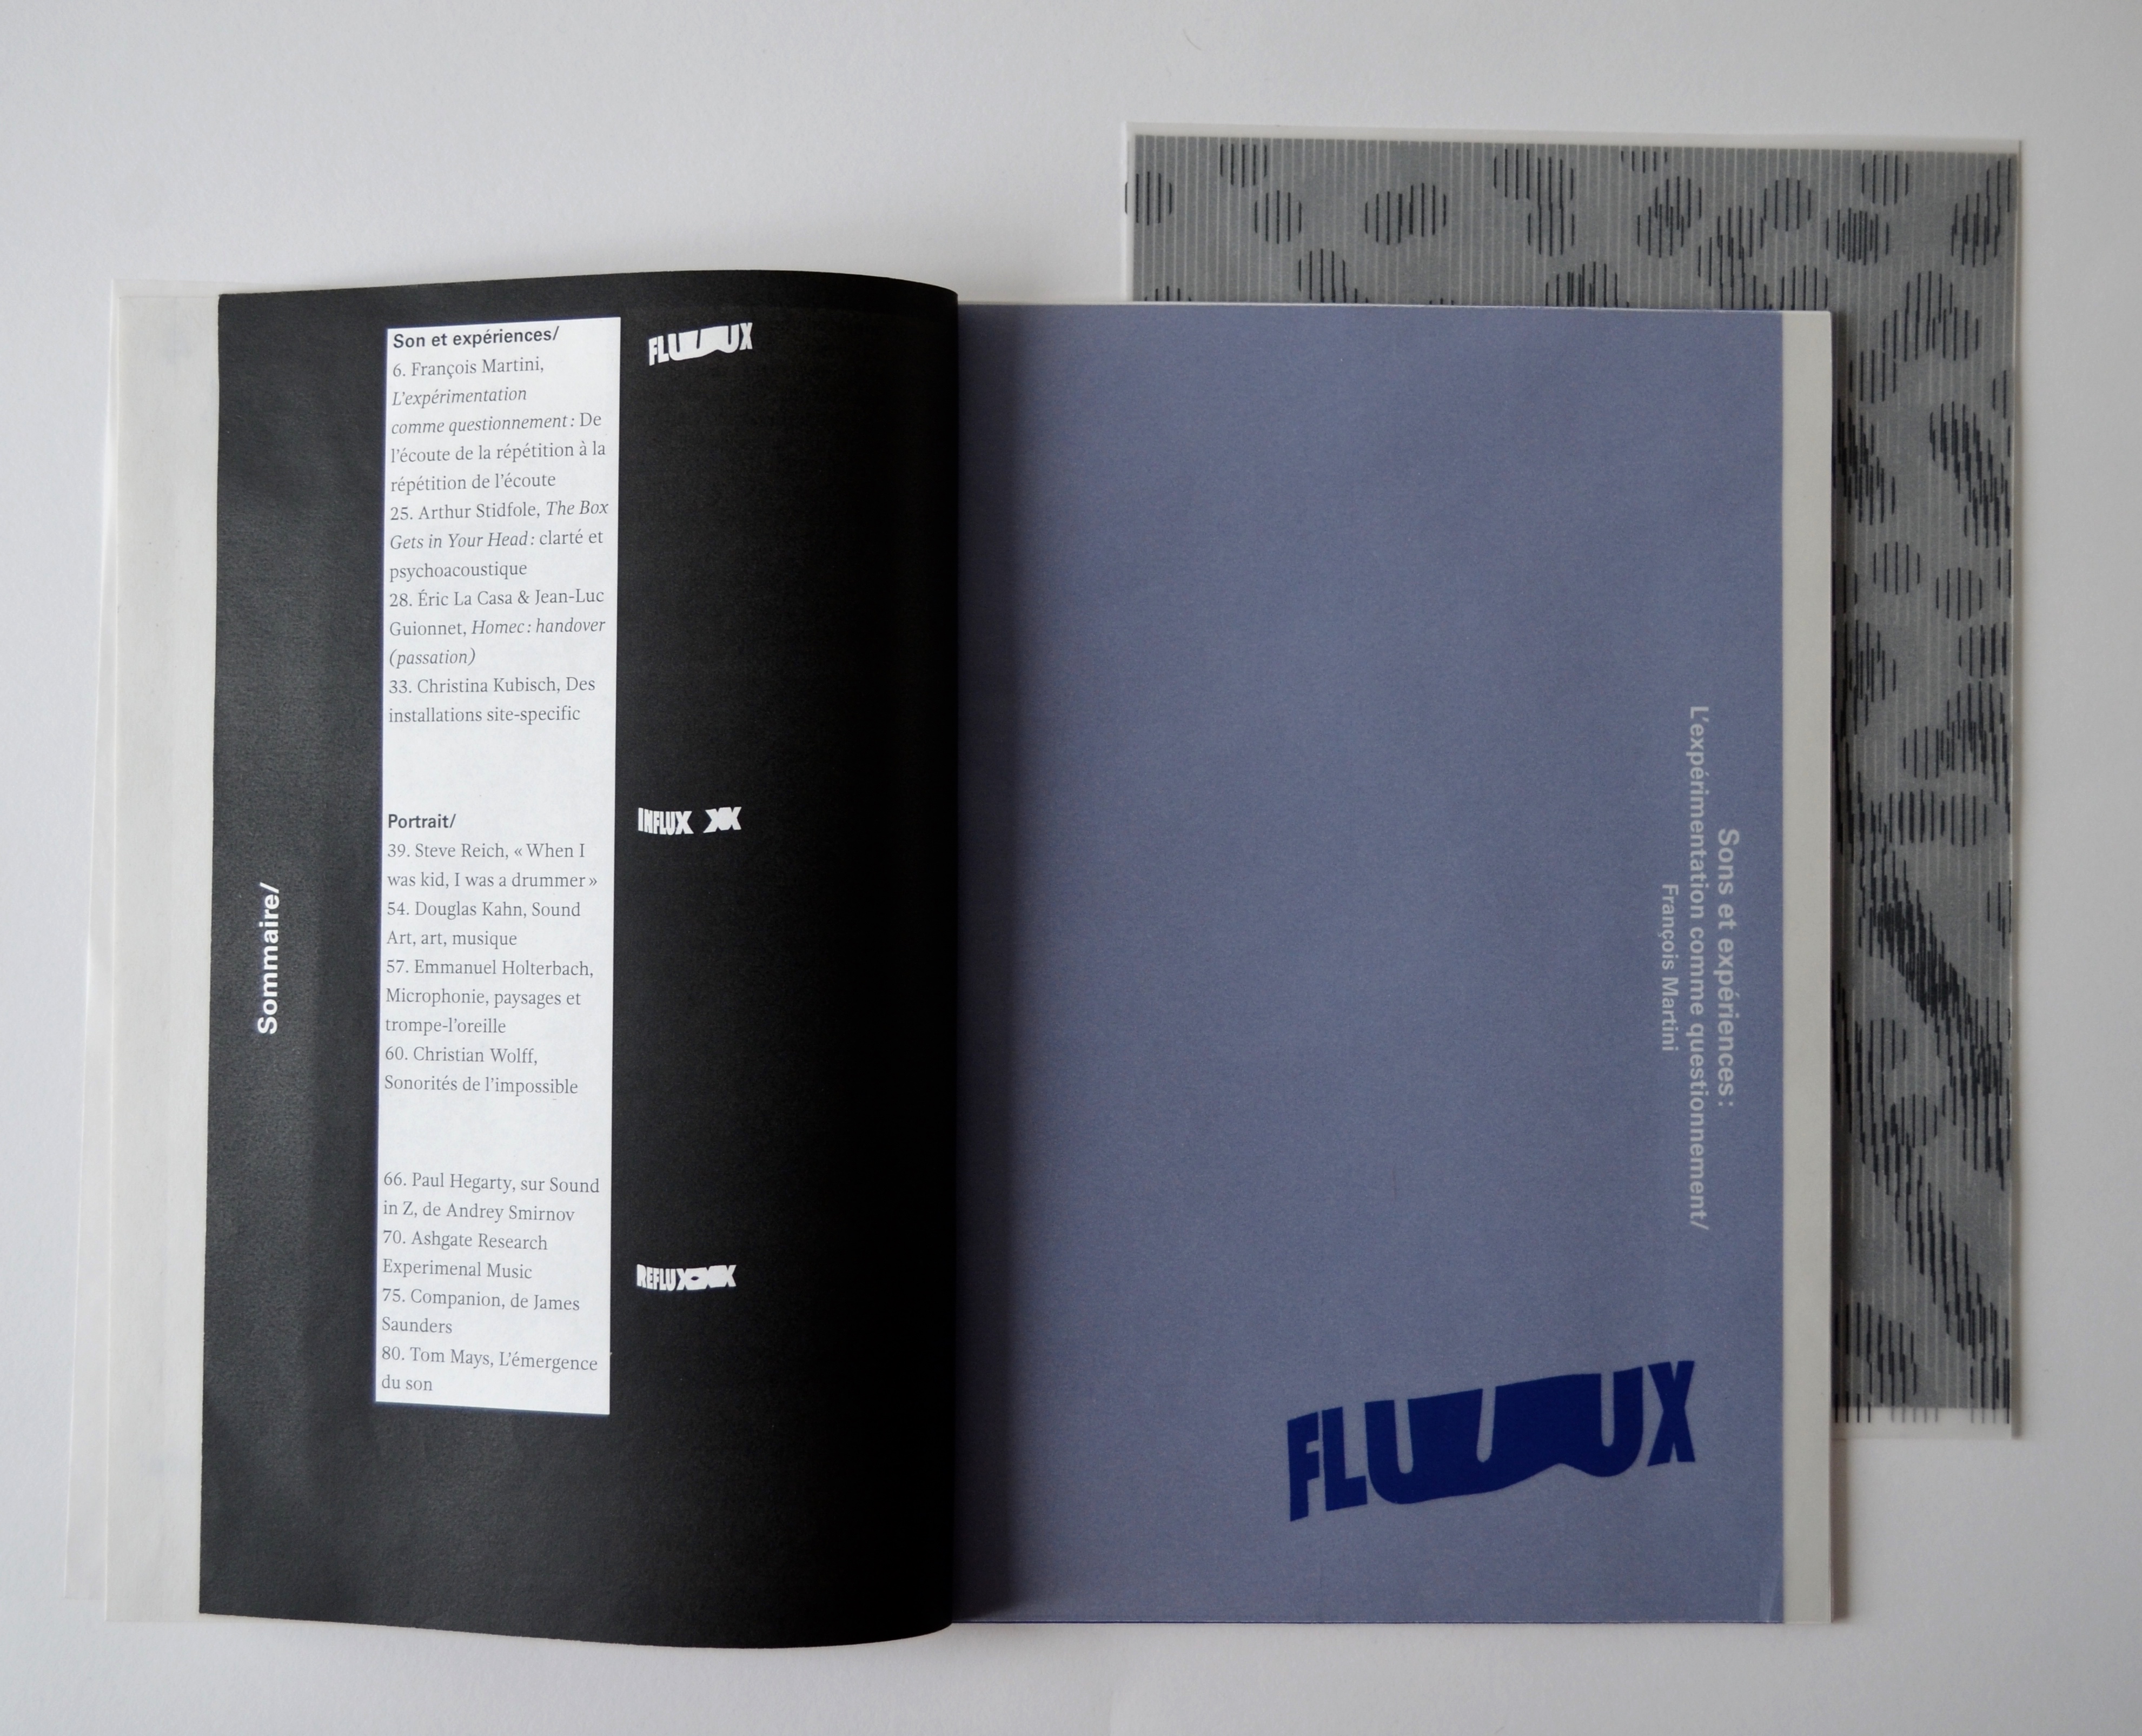 Sommaire/
Son et expériences/
6. François Martini,
L'expérimentation
comme questionnement : De
l'écoute de la répétition à la
répétition de l'écoute
25. Arthur Stidfole, The Box
Gets in Your Head : clarté et
psychoacoustique
28. Éric La Casa & Jean-Luc
Guionnet, Homec : handover
(passation)
33. Christina Kubisch, Des
installations site-specific
FLUUUX
Portrait/
39. Steve Reich, « When I
was kid, I was a drummer »
54. Douglas Kahn, Sound
Art, art, musique
57. Emmanuel Holterbach,
Microphonie, paysages et
trompe-l'oreille
60. Christian Wolff,
Sonorités de l'impossible
INFLUX XX
66. Paul Hegarty, sur Sound
in Z, de Andrey Smirnov
70. Ashgate Research
Experimenal Music
75. Companion, de James
Saunders
80. Tom Mays, L'émergence
du son
REFLUXXX
Sons et expériences :
L'expérimentation comme questionnement/
François Martini
FLUUUX